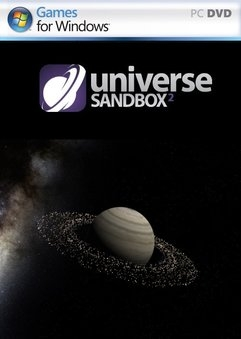 Games
for Windows
PC DVD
universe
SANDBOX²